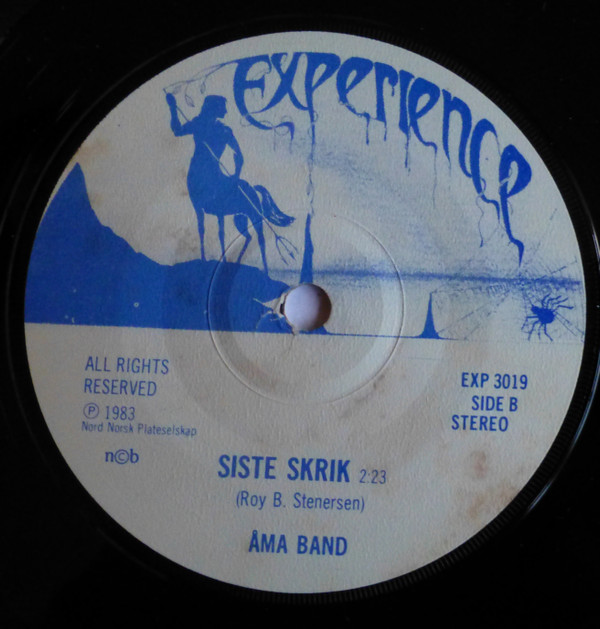 Experience
ALL RIGHTS
RESERVED
Ⓟ 1983
Nord Norsk Plateselskap
n©b
EXP 3019
SIDE B
STEREO
SISTE SKRIK 2:23
(Roy B. Stenersen)
ÅMA BAND